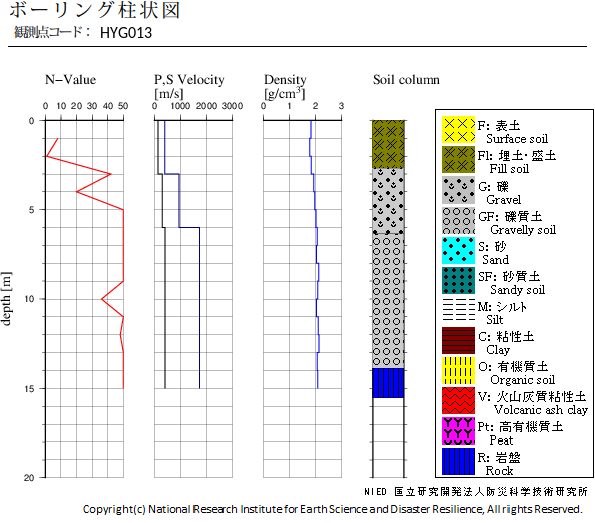 ボーリング柱状図
観測点コード： HYG013
N-Value
P,S Velocity
[m/s]
Density
[g/cm3]
Soil column
0 10 20 30 40 50
0 1000 2000 3000
0 1 2 3
0
5
10
15
20
depth [m]
F: 表土
Surface soil
Fl: 埋土・盛土
Fill soil
G: 礫
Gravel
GF: 礫質土
Gravelly soil
S: 砂
Sand
SF: 砂質土
Sandy soil
M: シルト
Silt
C: 粘性土
Clay
O: 有機質土
Organic soil
V: 火山灰質粘性土
Volcanic ash clay
Pt: 高有機質土
Peat
R: 岩盤
Rock
NIED 国立研究開発法人防災科学技術研究所
Copyright(c) National Research Institute for Earth Science and Disaster Resilience, All rights Reserved.